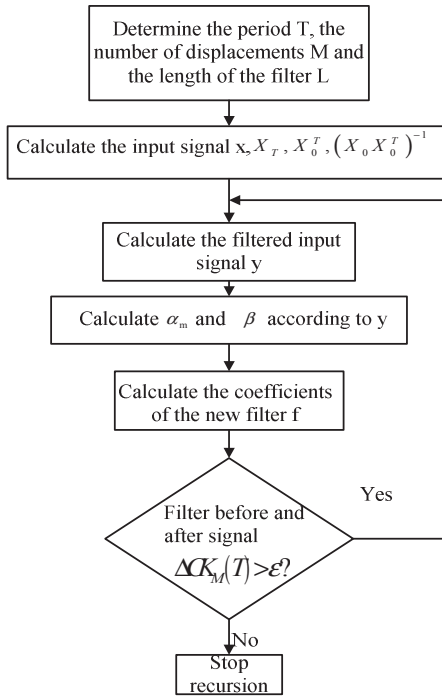 Determine the period T, the
number of displacements M and
the length of the filter L
Calculate the input signal x, X_T, X_0^T, (X_0 X_0^T)^{-1}
Calculate the filtered input
signal y
Calculate α_m and β according to y
Calculate the coefficients
of the new filter f
Yes
Filter before and
after signal
ΔCK_M(T)>ε?
No
Stop
recursion